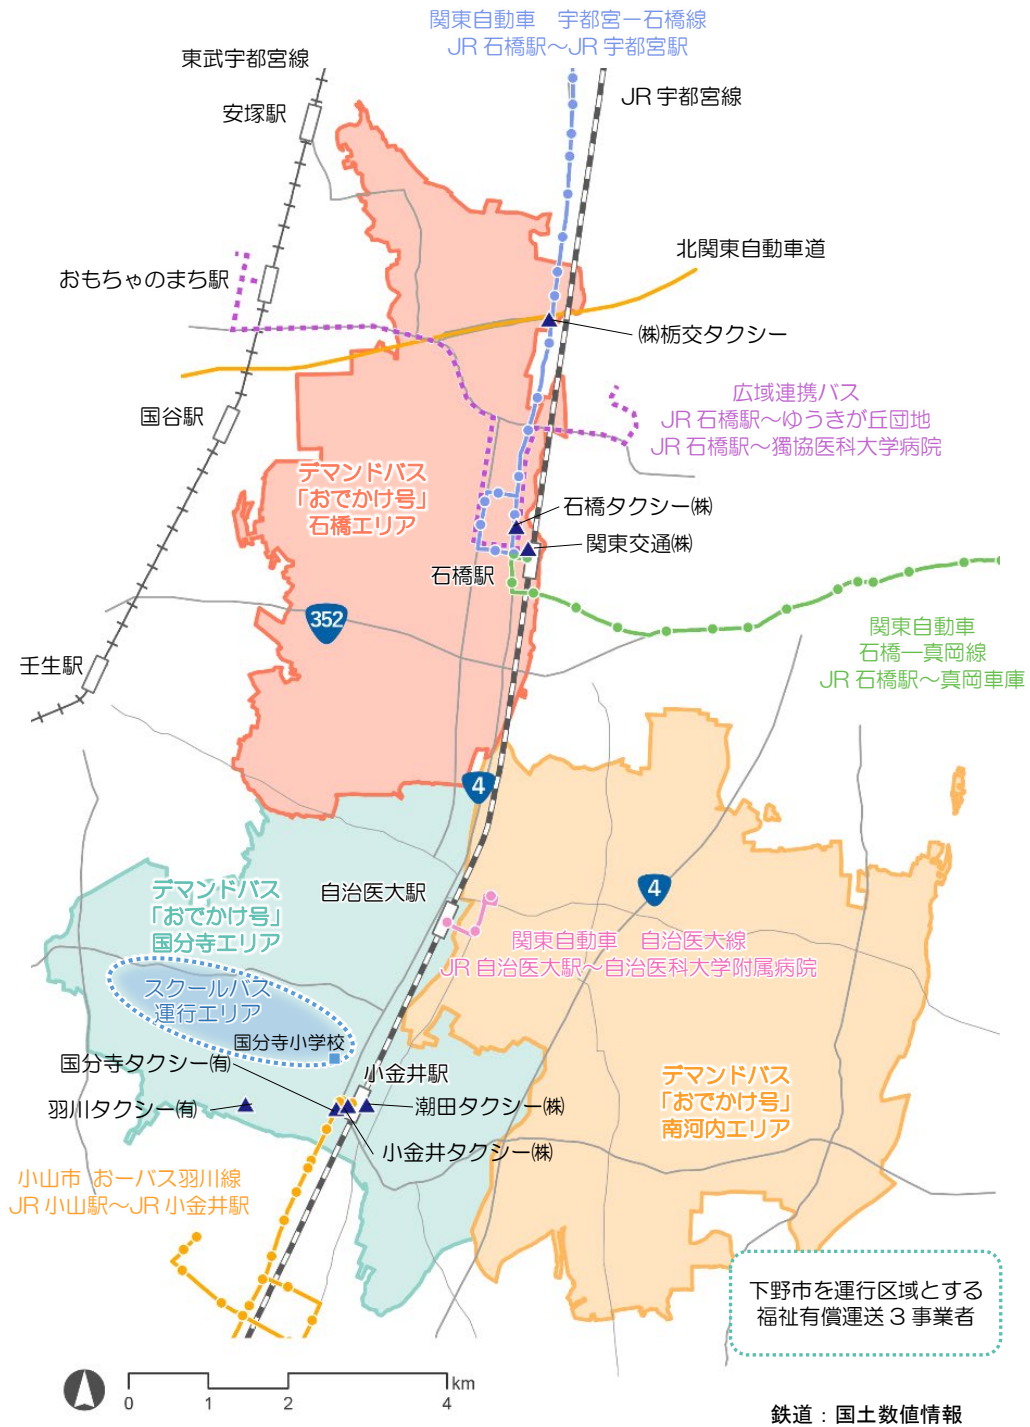 関東自動車 宇都宮－石橋線
JR 石橋駅～JR 宇都宮駅
東武宇都宮線
JR 宇都宮線
安塚駅
北関東自動車道
おもちゃのまち駅
㈱栃交タクシー
広域連携バス
JR 石橋駅～ゆうきが丘団地
JR 石橋駅～獨協医科大学病院
国谷駅
デマンドバス
「おでかけ号」
石橋エリア
石橋タクシー㈱
関東交通㈱
石橋駅
352
関東自動車
石橋―真岡線
JR 石橋駅～真岡車庫
壬生駅
4
4
自治医大駅
デマンドバス
「おでかけ号」
国分寺エリア
関東自動車 自治医大線
JR 自治医大駅～自治医科大学附属病院
スクールバス
運行エリア
国分寺小学校
国分寺タクシー㈲
小金井駅
羽川タクシー㈲
潮田タクシー㈱
小金井タクシー㈱
デマンドバス
「おでかけ号」
南河内エリア
小山市 おーバス羽川線
JR 小山駅～JR 小金井駅
下野市を運行区域とする
福祉有償運送 3 事業者
km
0 1 2 4
鉄道：国土数値情報